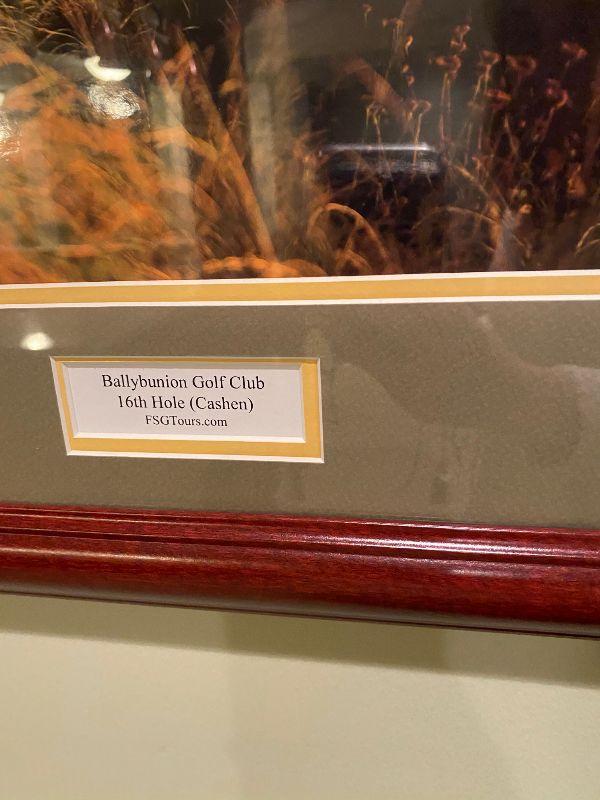 Ballybunion Golf Club
16th Hole (Cashen)
FSGTours.com